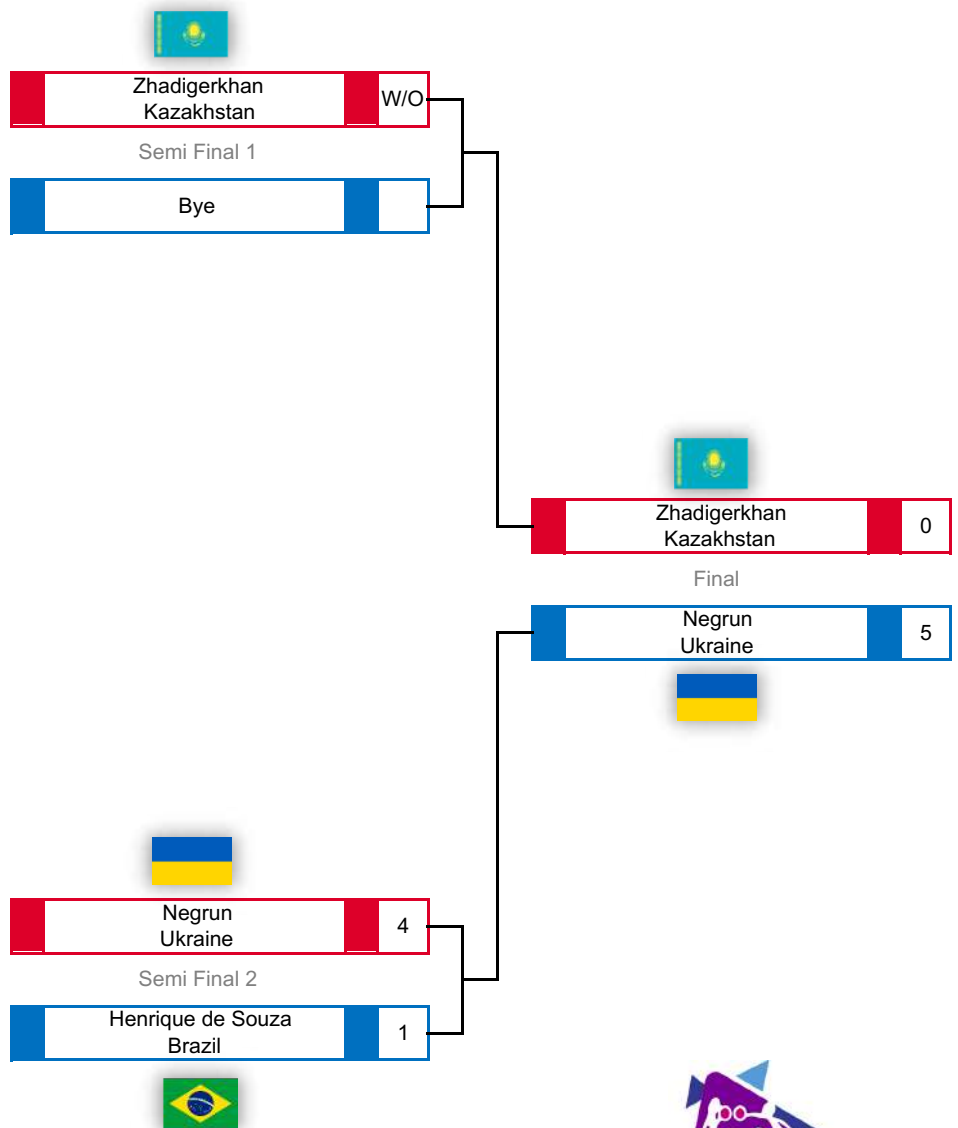 Zhadigerkhan
Kazakhstan
W/O
Semi Final 1
Bye
Zhadigerkhan
Kazakhstan
0
Final
Negrun
Ukraine
5
Negrun
Ukraine
4
Semi Final 2
Henrique de Souza
Brazil
1